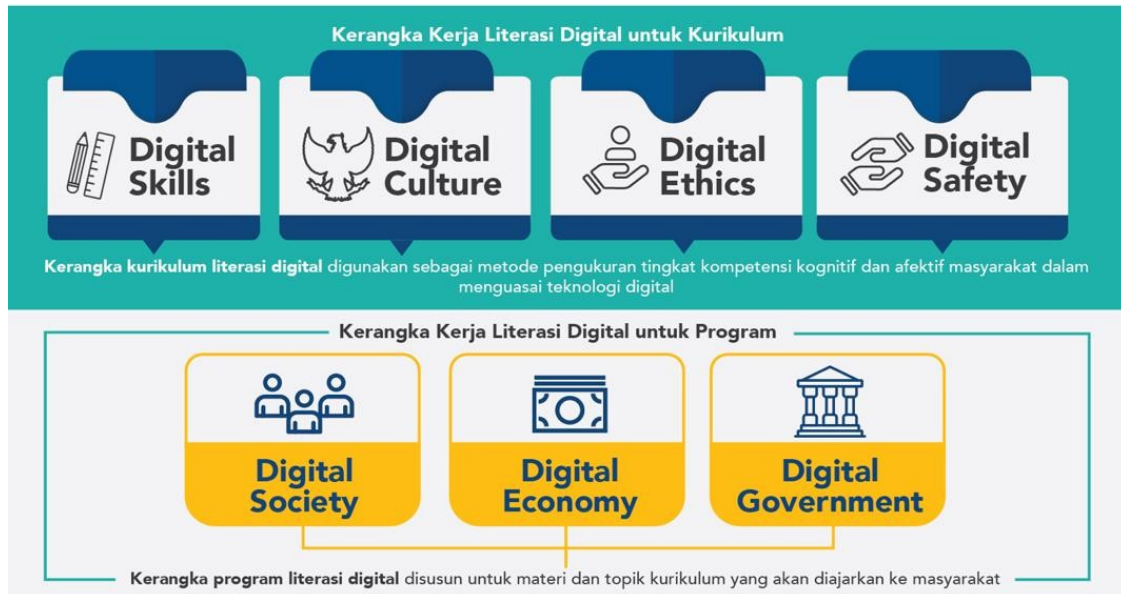 Kerangka Kerja Literasi Digital untuk Kurikulum
Digital
Skills
Digital
Culture
Digital
Ethics
Digital
Safety
Kerangka kurikulum literasi digital digunakan sebagai metode pengukuran tingkat kompetensi kognitif dan afektif masyarakat dalam
menguasai teknologi digital
Kerangka Kerja Literasi Digital untuk Program
Digital
Society
Digital
Economy
Digital
Government
Kerangka program literasi digital disusun untuk materi dan topik kurikulum yang akan diajarkan ke masyarakat